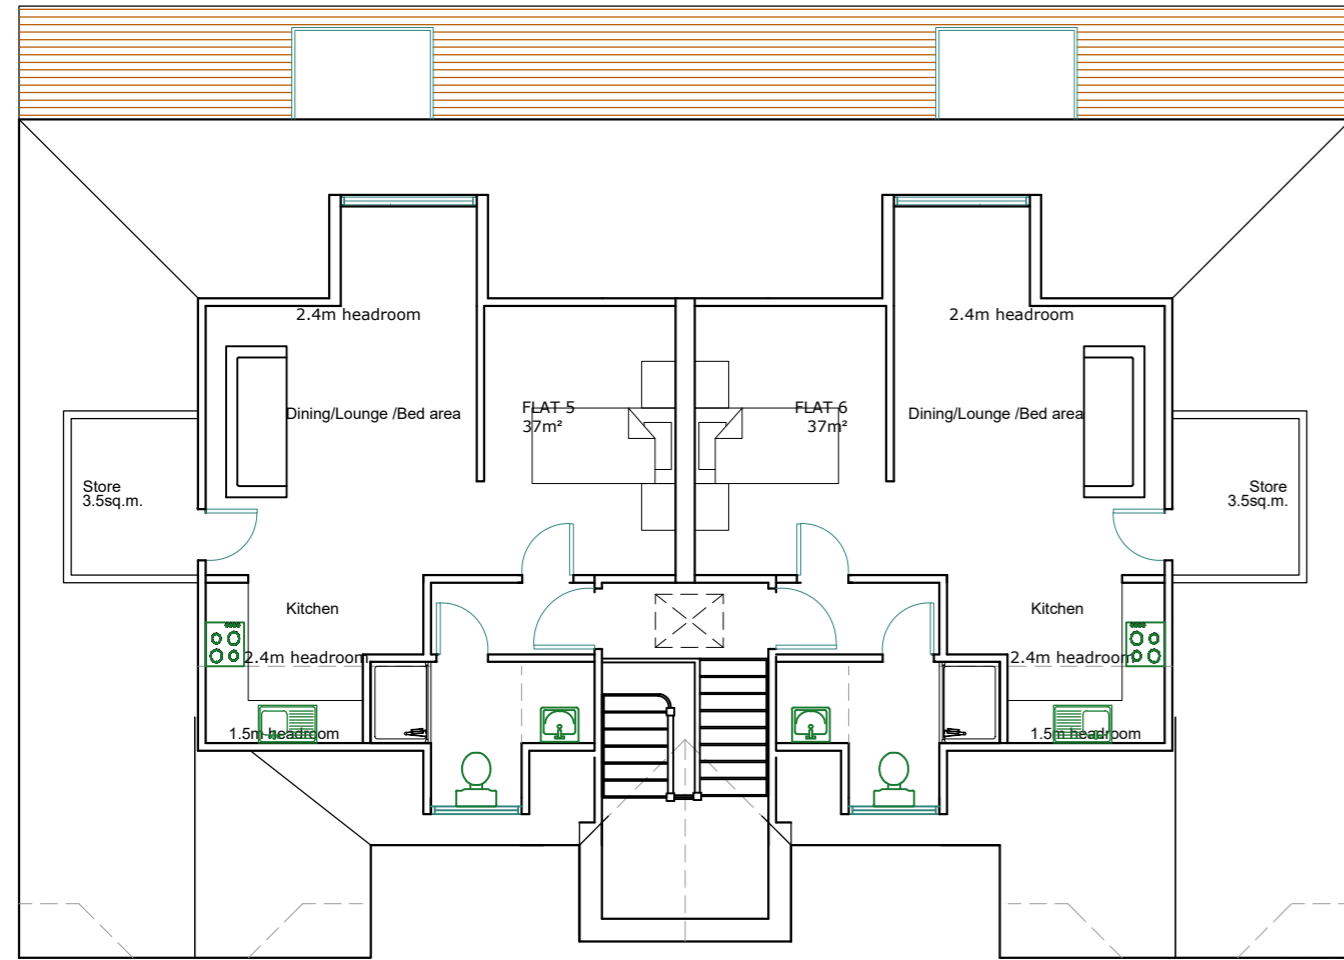 2.4m headroom
2.4m headroom
Dining/Lounge /Bed area
FLAT 5
37m²
FLAT 6
37m²
Dining/Lounge /Bed area
Store
3.5sq.m.
Store
3.5sq.m.
Kitchen
Kitchen
2.4m headroom
2.4m headroom
1.5m headroom
1.5m headroom